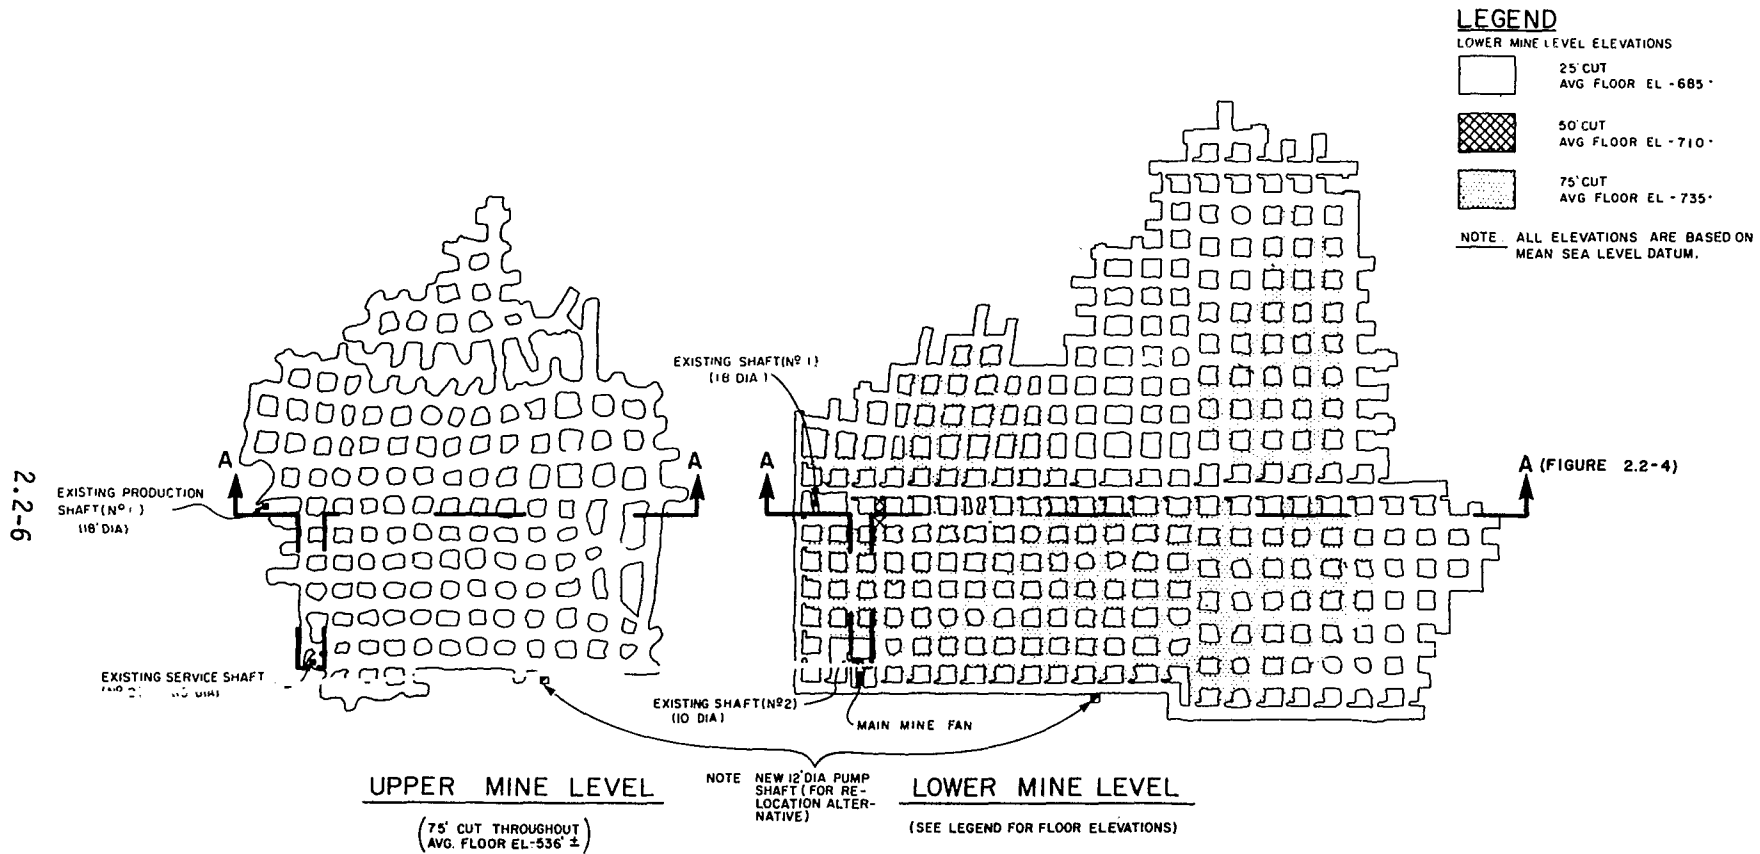 LEGEND
LOWER MINE LEVEL ELEVATIONS
25' CUT
AVG FLOOR EL -685
50' CUT
AVG FLOOR EL -710
75' CUT
AVG FLOOR EL -735
NOTE. ALL ELEVATIONS ARE BASED ON
MEAN SEA LEVEL DATUM.
2.2-6
EXISTING SHAFT (Nº 1)
(18 DIA)
A
A
A
A (FIGURE 2.2-4)
EXISTING PRODUCTION
SHAFT (Nº 1)
(18' DIA)
EXISTING SERVICE SHAFT
DIA)
EXISTING SHAFT (Nº2)
(10 DIA)
MAIN MINE FAN
UPPER MINE LEVEL
(75' CUT THROUGHOUT
AVG. FLOOR EL-536' ±)
NOTE NEW 12' DIA PUMP
SHAFT (FOR RE-
LOCATION ALTER-
NATIVE)
LOWER MINE LEVEL
(SEE LEGEND FOR FLOOR ELEVATIONS)